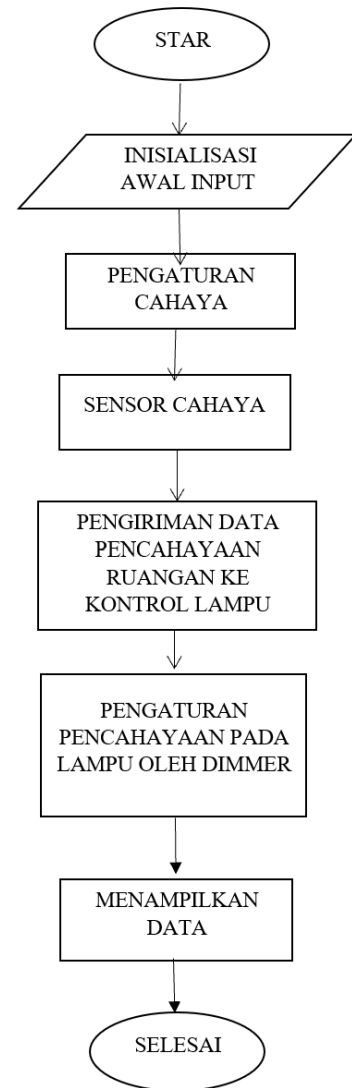 STAR
INISIALISASI
AWAL INPUT
PENGATURAN
CAHAYA
SENSOR CAHAYA
PENGIRIMAN DATA
PENCAHAYAAN
RUANGAN KE
KONTROL LAMPU
PENGATURAN
PENCAHAYAAN PADA
LAMPU OLEH DIMMER
MENAMPILKAN
DATA
SELESAI